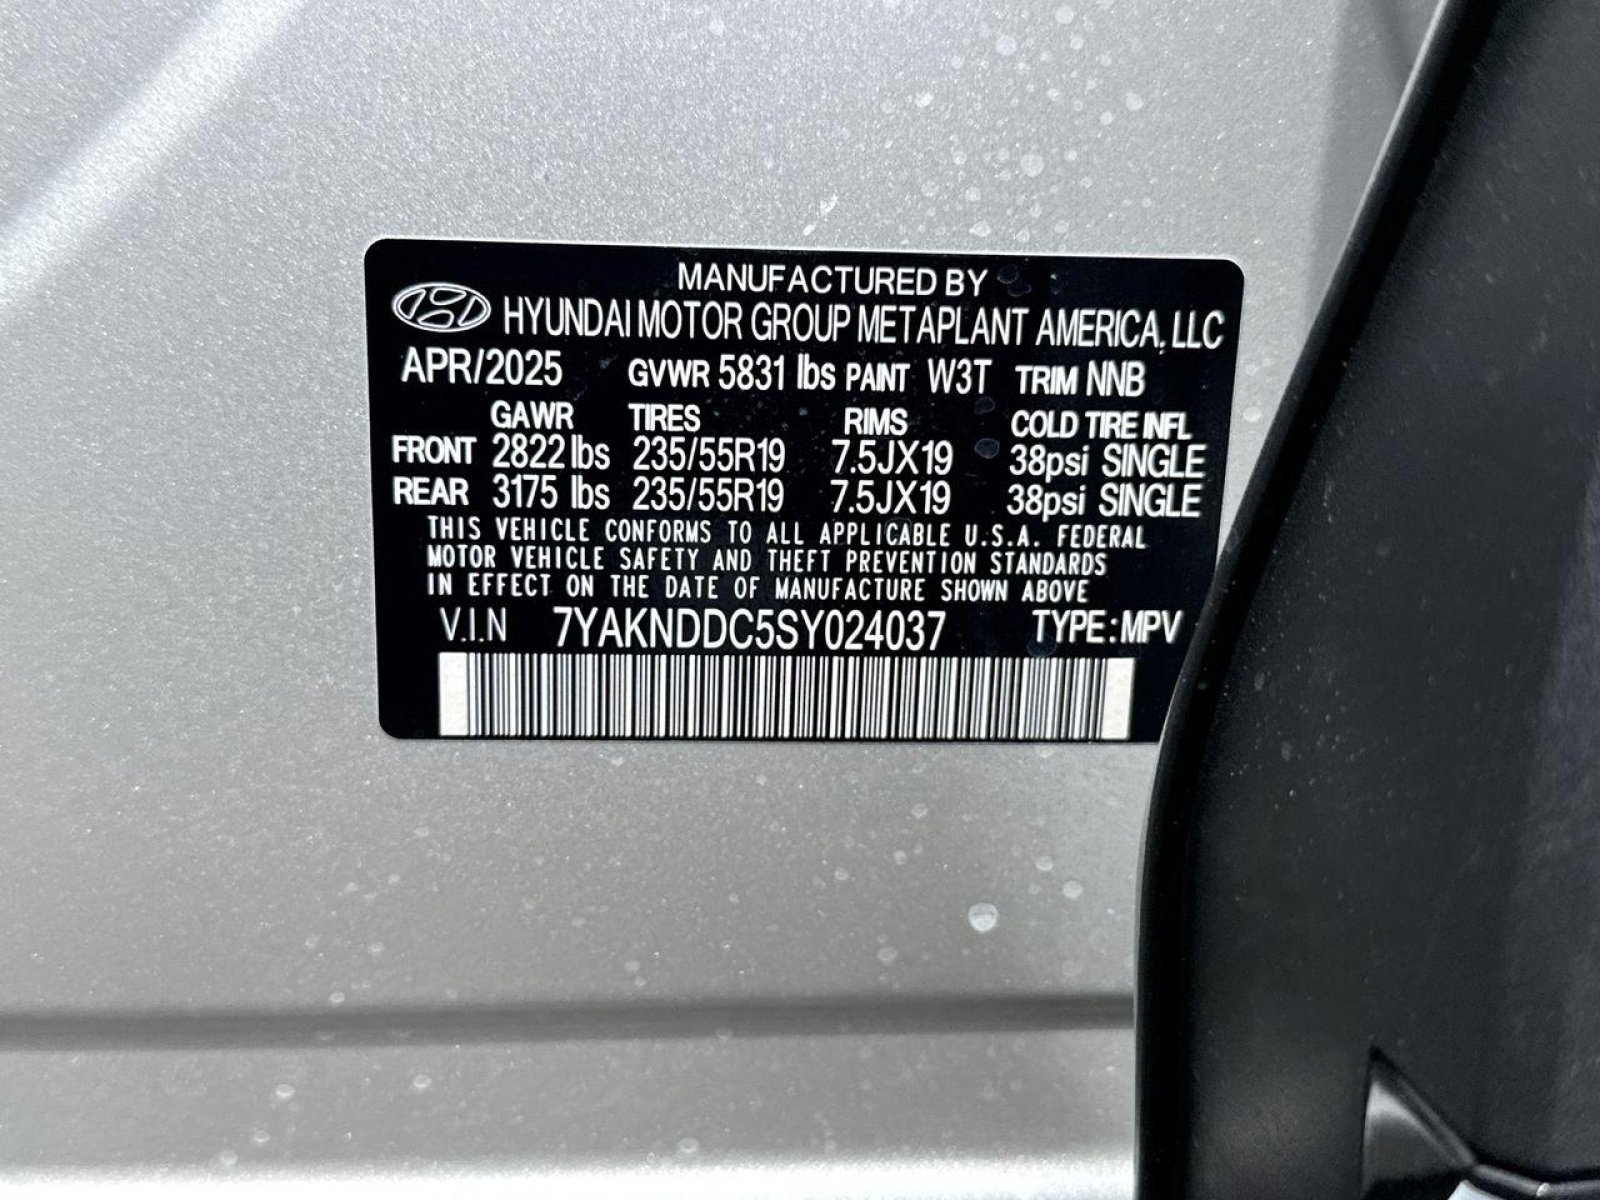 MANUFACTURED BY
HYUNDAI MOTOR GROUP METAPLANT AMERICA, LLC
APR/2025 GVWR 5831 lbs PAINT W3T TRIM NNB
GAWR TIRES RIMS COLD TIRE INFL
FRONT 2822 lbs 235/55R19 7.5JX19 38psi SINGLE
REAR 3175 lbs 235/55R19 7.5JX19 38psi SINGLE
THIS VEHICLE CONFORMS TO ALL APPLICABLE U.S.A. FEDERAL
MOTOR VEHICLE SAFETY AND THEFT PREVENTION STANDARDS
IN EFFECT ON THE DATE OF MANUFACTURE SHOWN ABOVE
V.I.N 7YAKNDDC5SY024037 TYPE:MPV